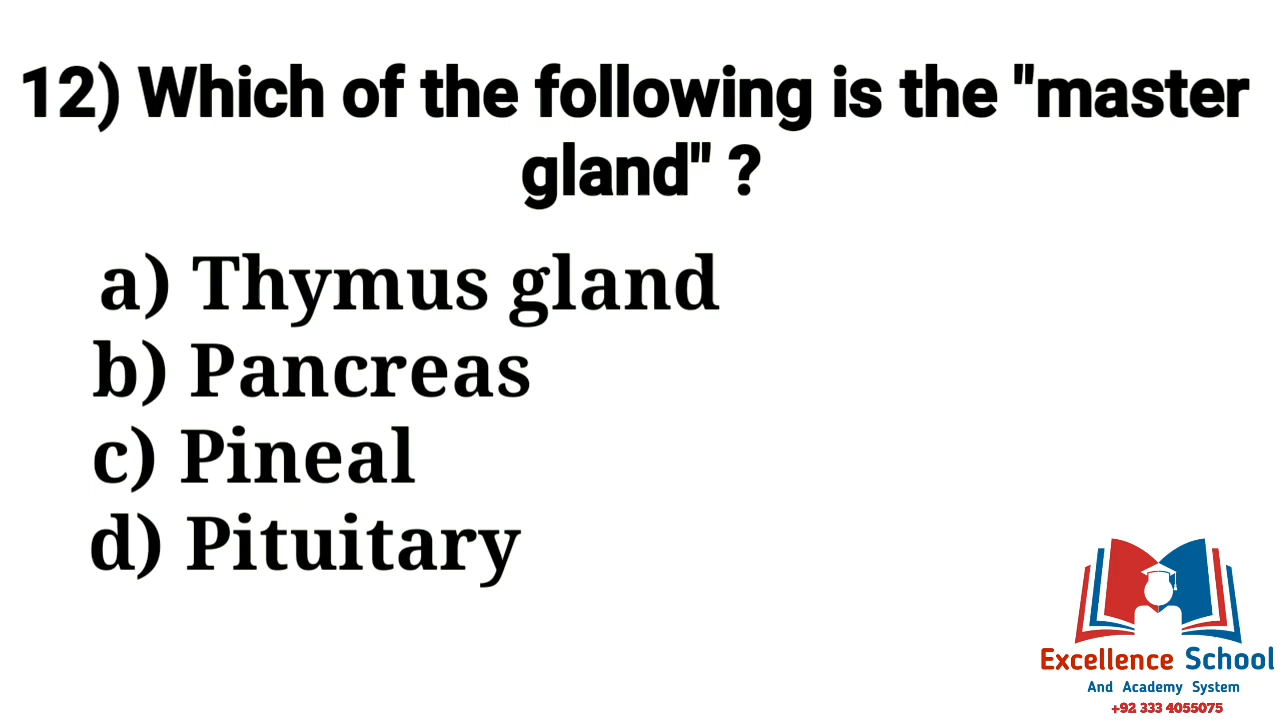 12) Which of the following is the "master
gland" ?
a) Thymus gland
b) Pancreas
c) Pineal
d) Pituitary
Excellence School
And Academy System
+92 333 4055075